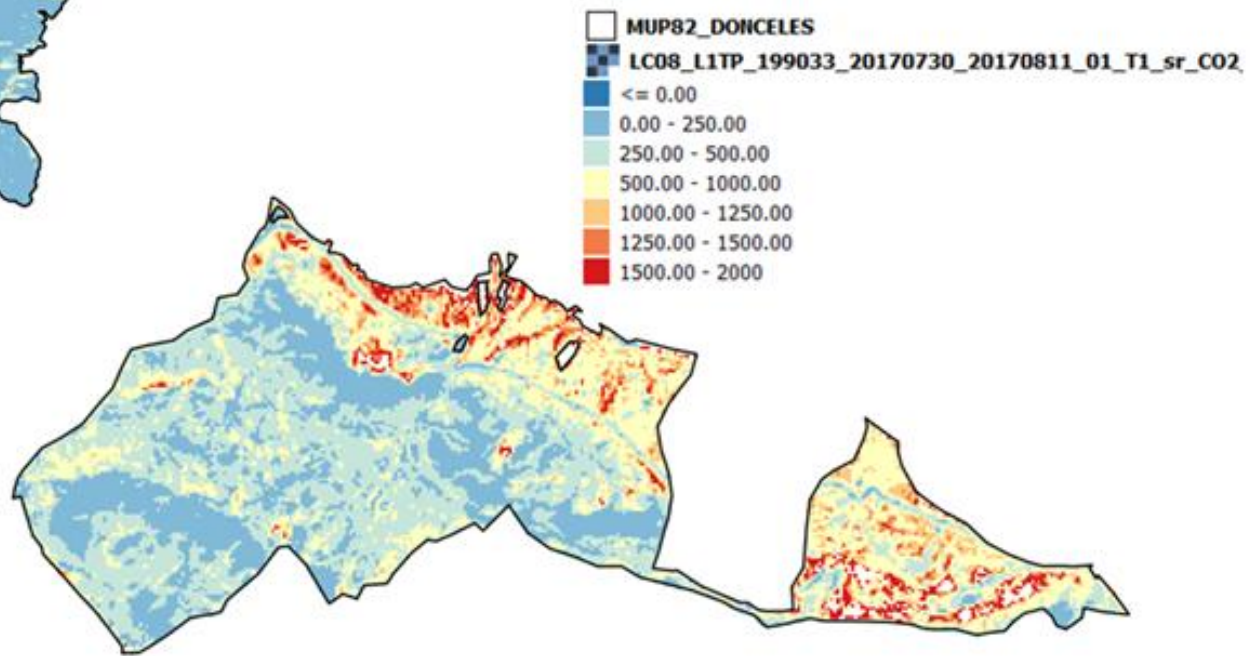 MUP82_DONCELES
LC08_L1TP_199033_20170730_20170811_01_T1_sr_CO2_
<= 0.00
0.00 - 250.00
250.00 - 500.00
500.00 - 1000.00
1000.00 - 1250.00
1250.00 - 1500.00
1500.00 - 2000